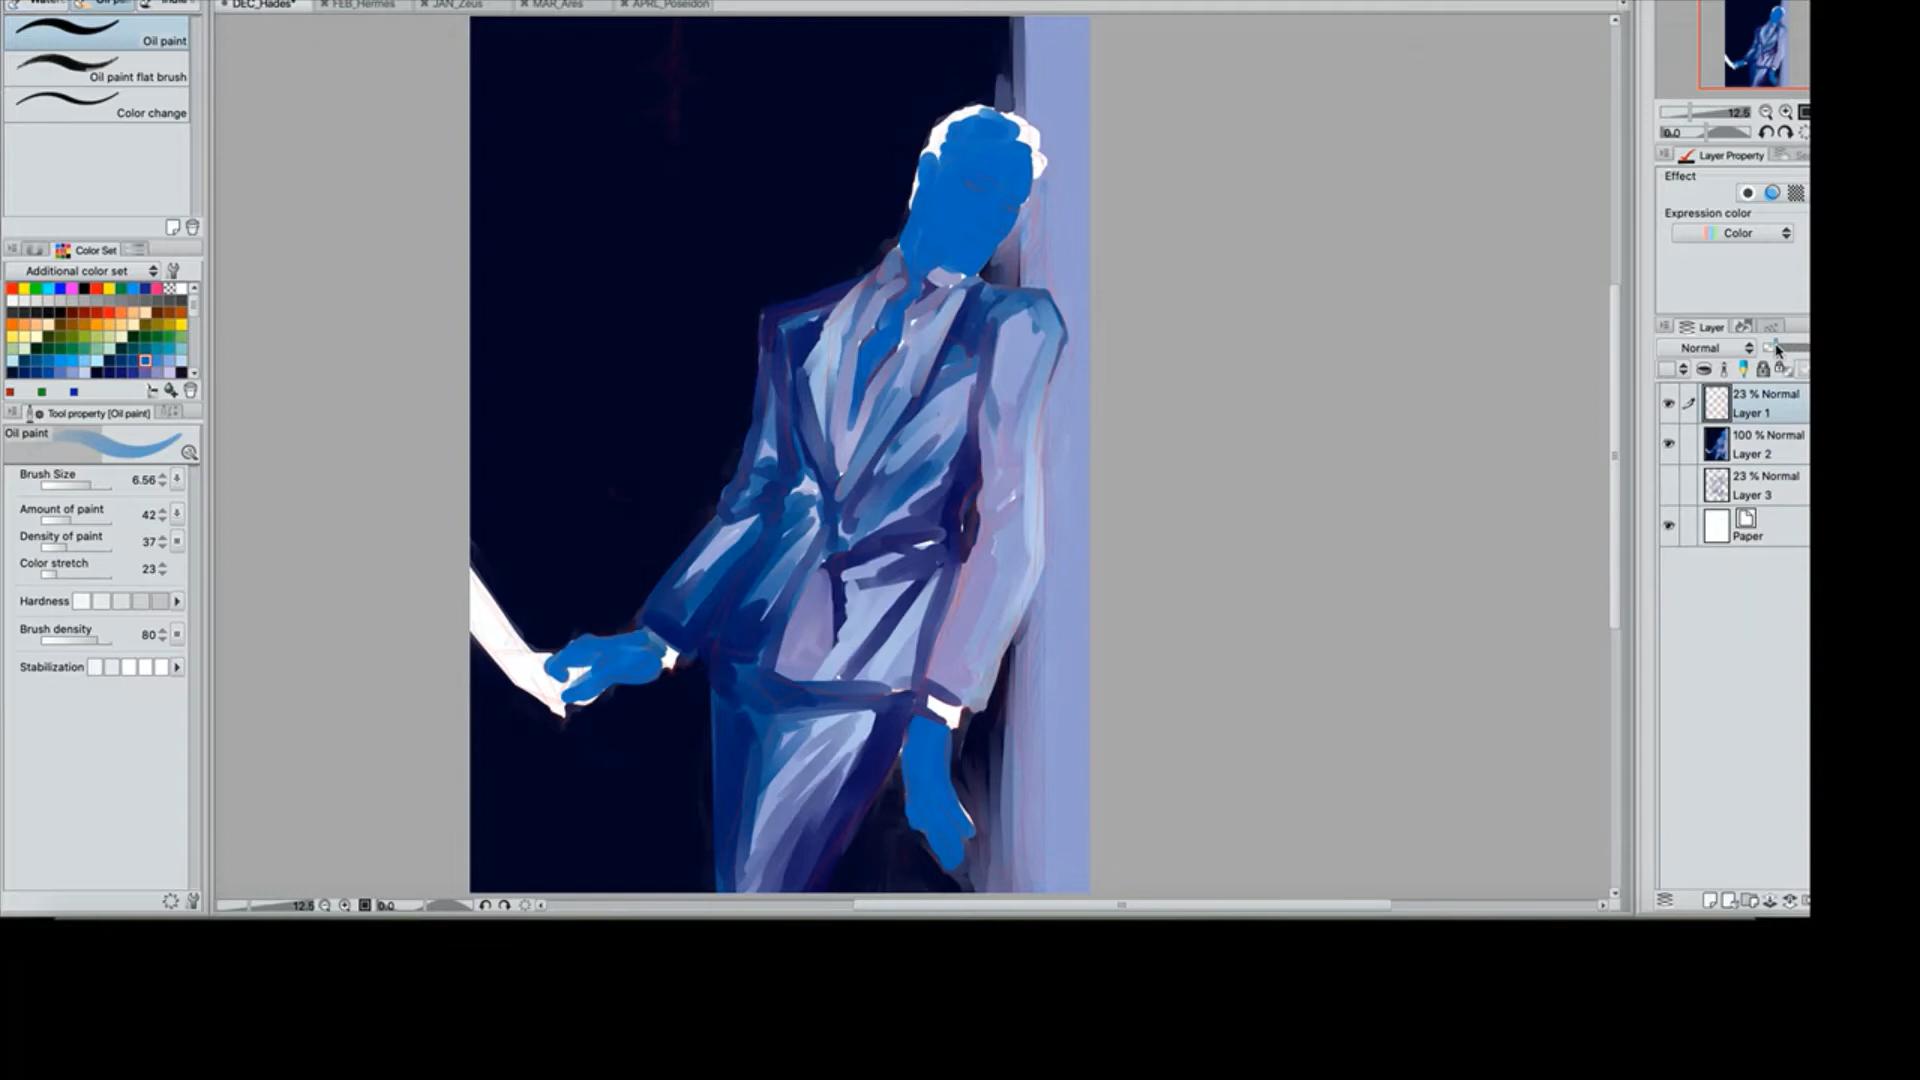 DEC_Hades*
FEB_Hermes
JAN_Zeus
MAR_Ares
APRL_Poseidon
Oil paint
Oil paint flat brush
Color change
Color Set
Additional color set
Tool property [Oil paint]
Oil paint
Brush Size 6.56
Amount of paint 42
Density of paint 37
Color stretch 23
Hardness
Brush density 80
Stabilization
12.5 0.0
12.5
0.0
Layer Property
Effect
Expression color
Color
Layer
Normal
23 % Normal
Layer 1
100 % Normal
Layer 2
23 % Normal
Layer 3
Paper